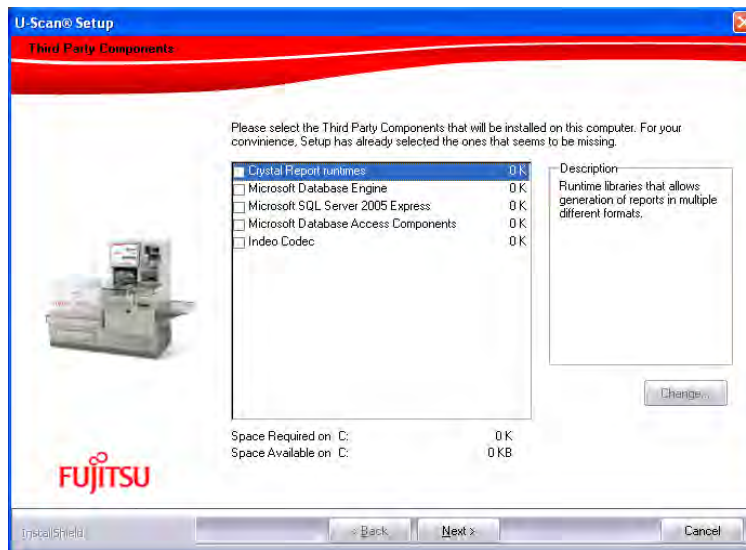 U-Scan® Setup
Third Party Components
Please select the Third Party Components that will be installed on this computer. For your
convinience, Setup has already selected the ones that seems to be missing.
Crystal Report runtimes 0 K
Microsoft Database Engine 0 K
Microsoft SQL Server 2005 Express 0 K
Microsoft Database Access Components 0 K
Indeo Codec 0 K
Description
Runtime libraries that allows
generation of reports in multiple
different formats.
Change...
Space Required on C: 0 K
Space Available on C: 0 KB
FUJITSU
InstallShield
< Back
Next >
Cancel